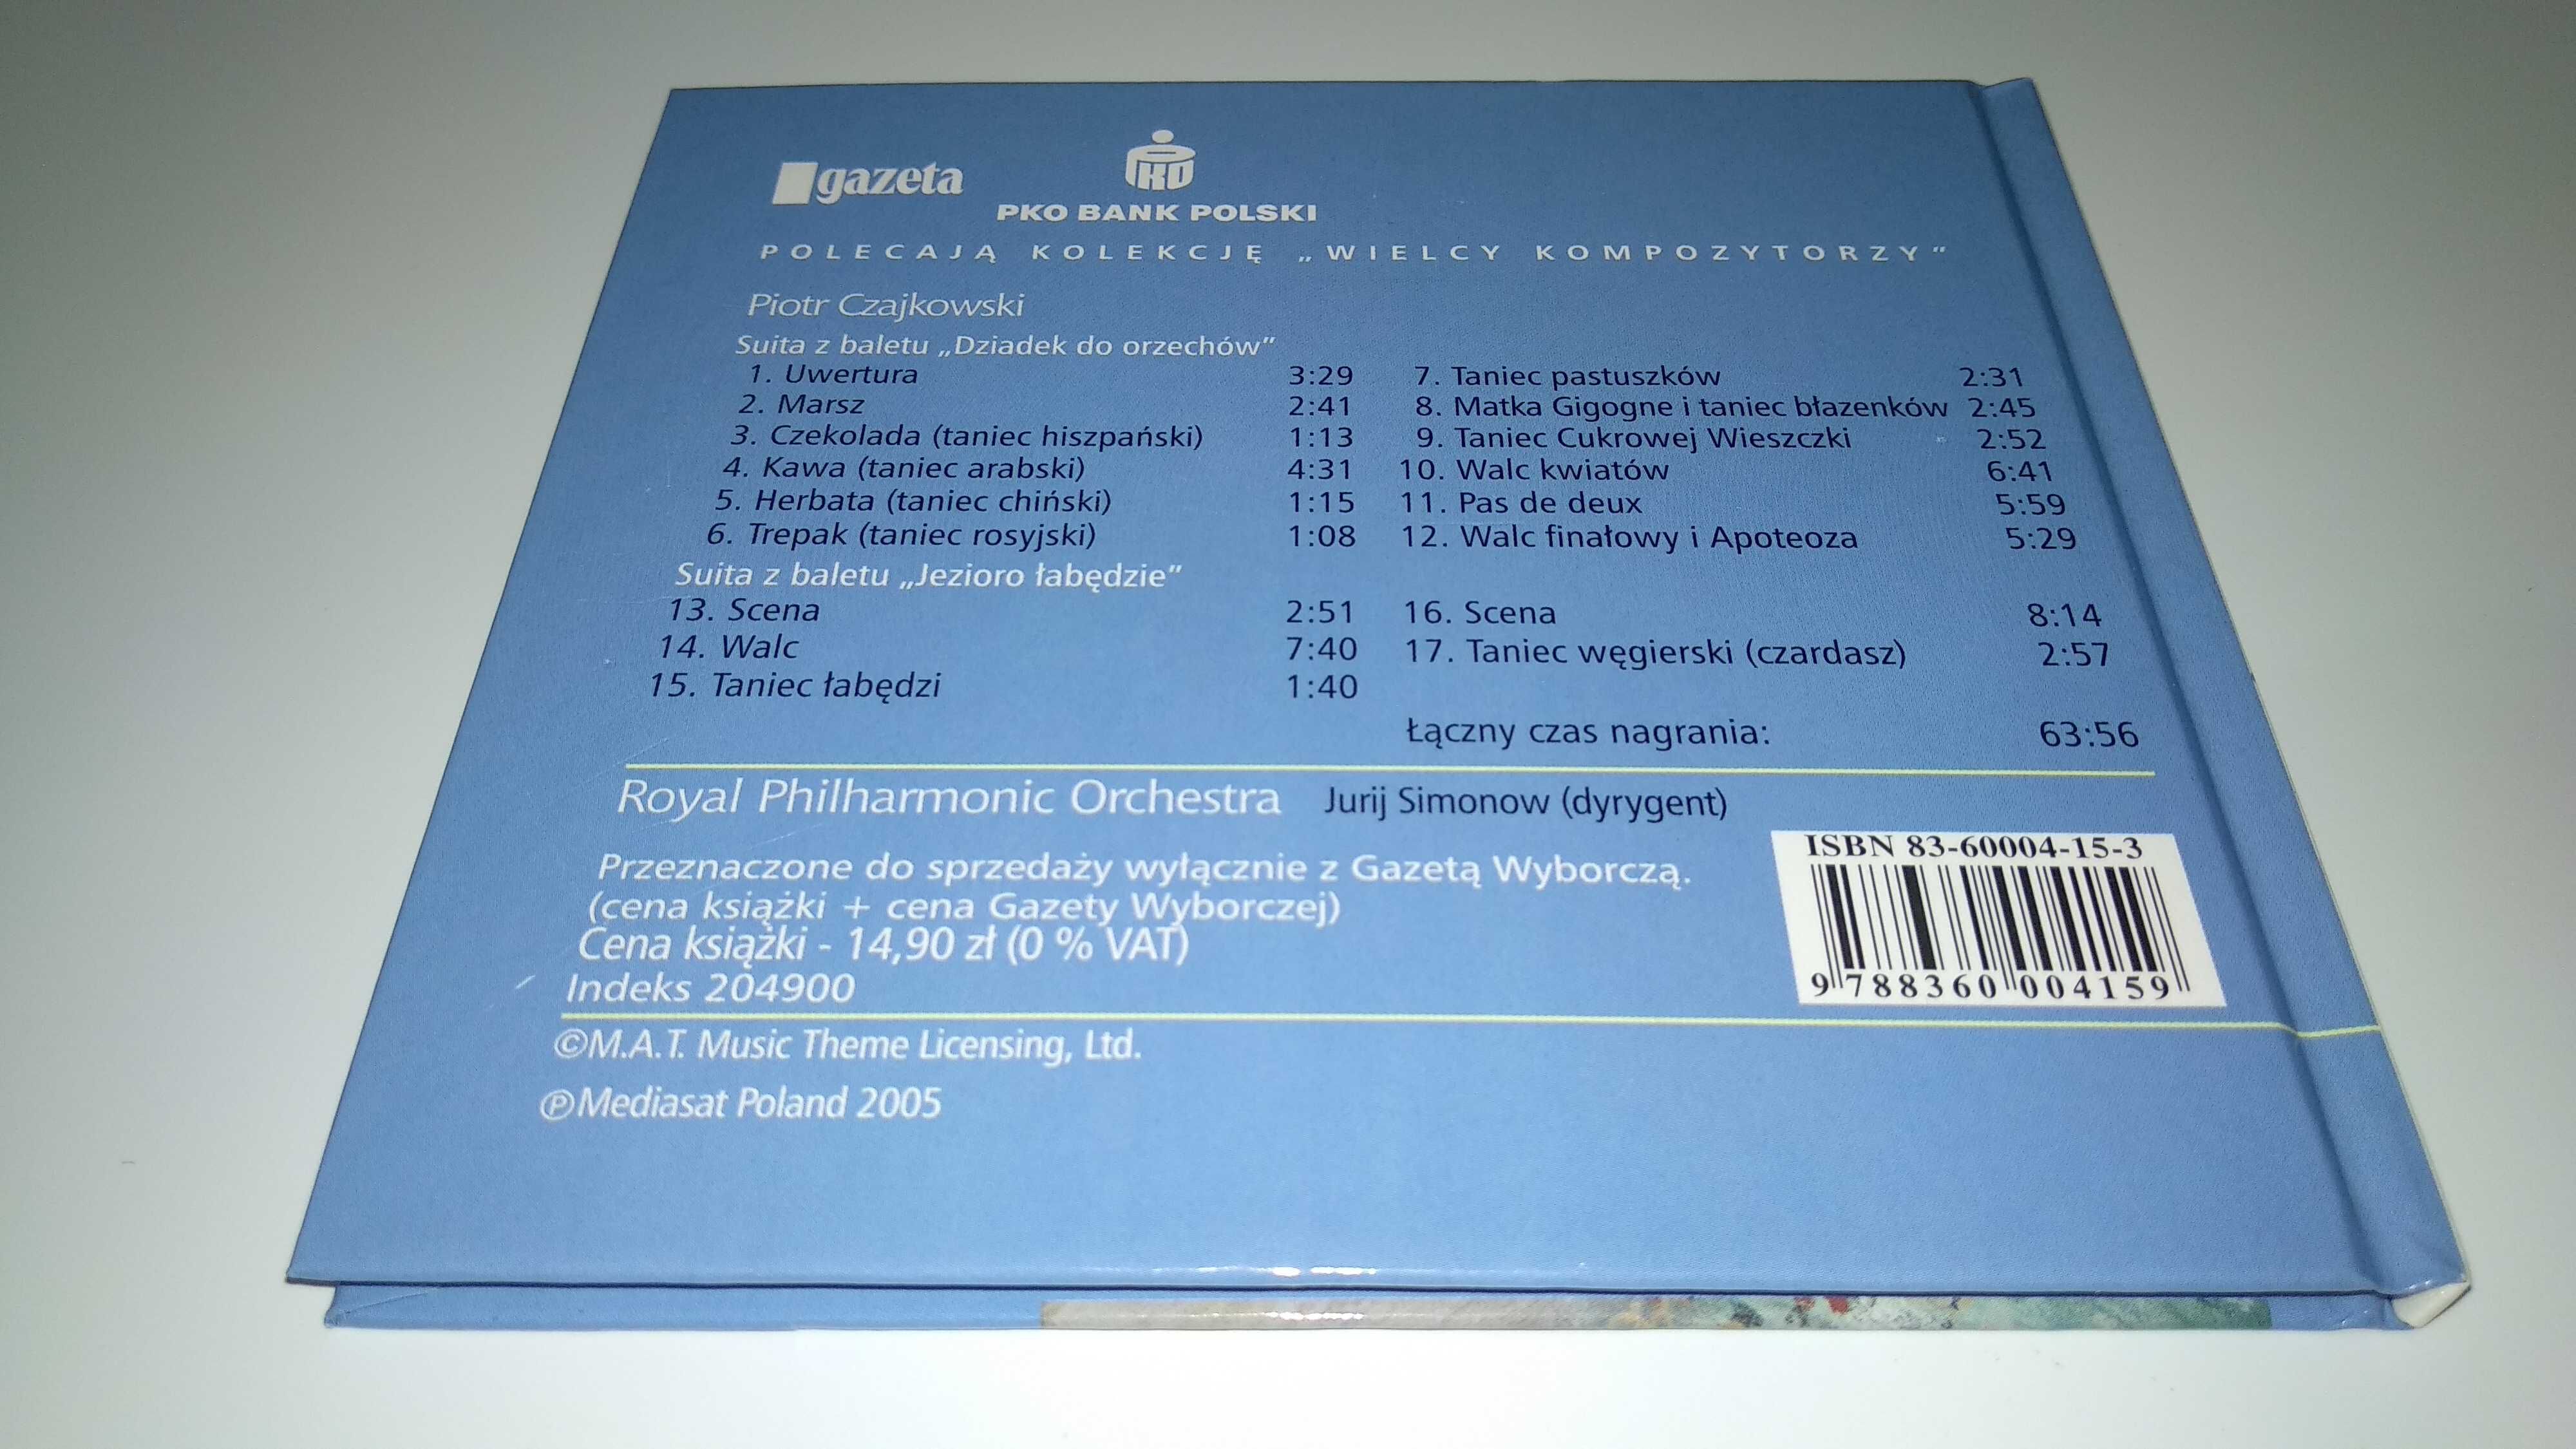 gazeta
PKO
PKO BANK POLSKI
POLECAJĄ KOLEKCJĘ „WIELCY KOMPOZYTORZY”
Piotr Czajkowski
Suita z baletu „Dziadek do orzechów”
1. Uwertura 3:29
2. Marsz 2:41
3. Czekolada (taniec hiszpański) 1:13
4. Kawa (taniec arabski) 4:31
5. Herbata (taniec chiński) 1:15
6. Trepak (taniec rosyjski) 1:08
7. Taniec pastuszków 2:31
8. Matka Gigogne i taniec błazenków 2:45
9. Taniec Cukrowej Wieszczki 2:52
10. Walc kwiatów 6:41
11. Pas de deux 5:59
12. Walc finałowy i Apoteoza 5:29
Suita z baletu „Jezioro łabędzie”
13. Scena 2:51
14. Walc 7:40
15. Taniec łabędzi 1:40
16. Scena 8:14
17. Taniec węgierski (czardasz) 2:57
Łączny czas nagrania: 63:56
Royal Philharmonic Orchestra Jurij Simonow (dyrygent)
Przeznaczone do sprzedaży wyłącznie z Gazetą Wyborczą.
(cena książki + cena Gazety Wyborczej)
Cena książki - 14,90 zł (0 % VAT)
Indeks 204900
ISBN 83-60004-15-3
9 788360 004159
©M.A.T. Music Theme Licensing, Ltd.
℗Mediasat Poland 2005